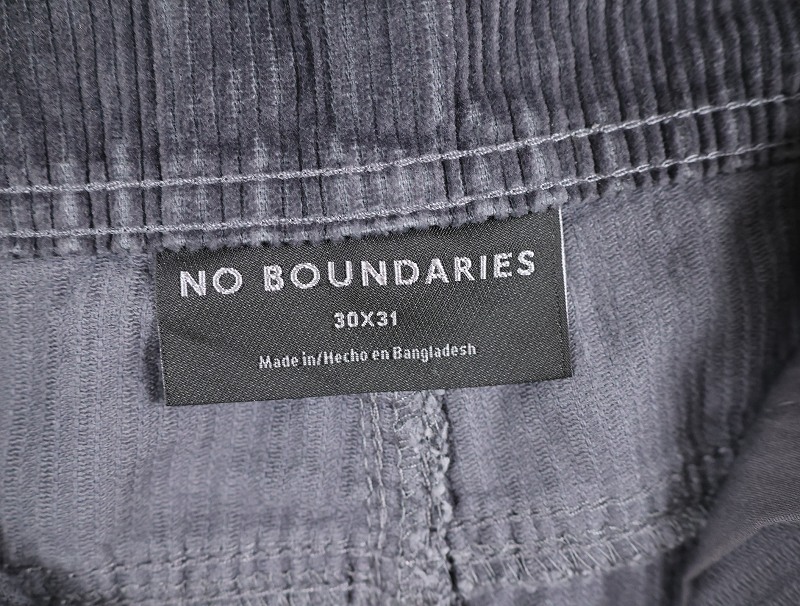 NO BOUNDARIES
30X31
Made in/Hecho en Bangladesh